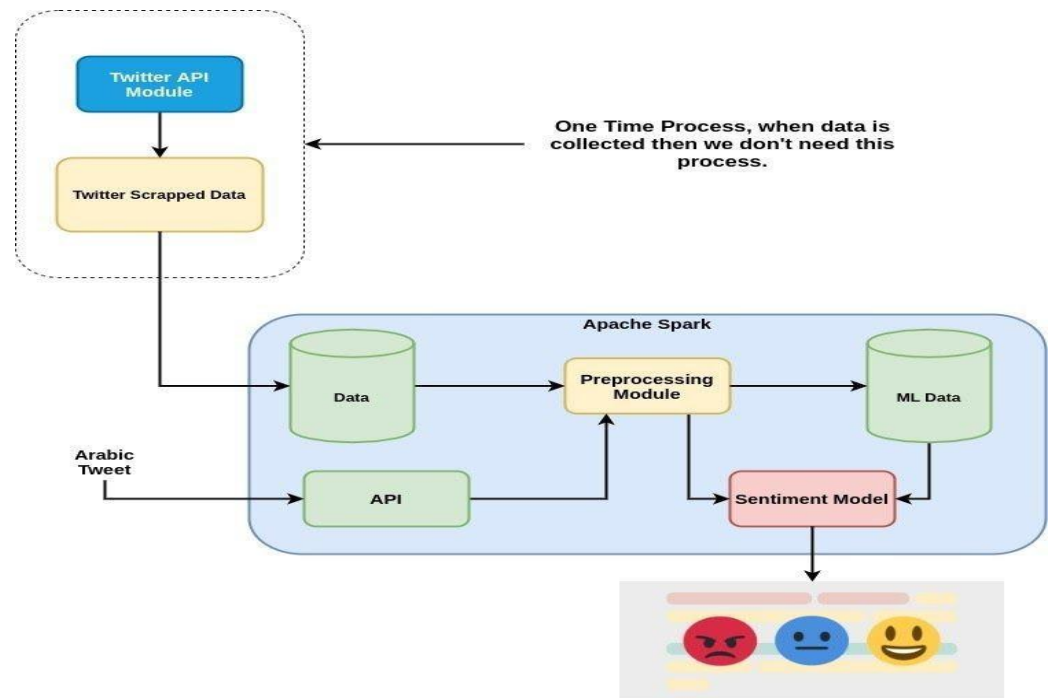 Twitter API
Module
Twitter Scrapped Data
One Time Process, when data is
collected then we don't need this
process.
Apache Spark
Data
Preprocessing
Module
ML Data
Arabic
Tweet
API
Sentiment Model